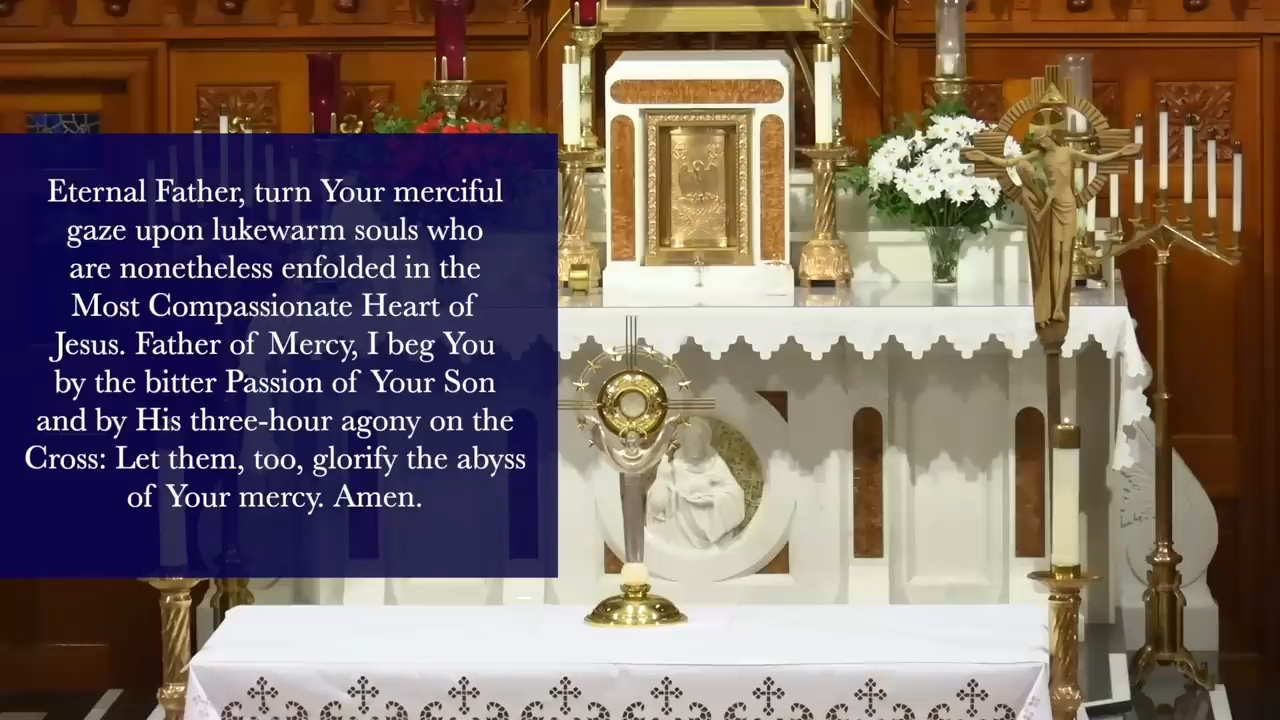 Eternal Father, turn Your merciful
gaze upon lukewarm souls who
are nonetheless enfolded in the
Most Compassionate Heart of
Jesus. Father of Mercy, I beg You
by the bitter Passion of Your Son
and by His three-hour agony on the
Cross: Let them, too, glorify the abyss
of Your mercy. Amen.